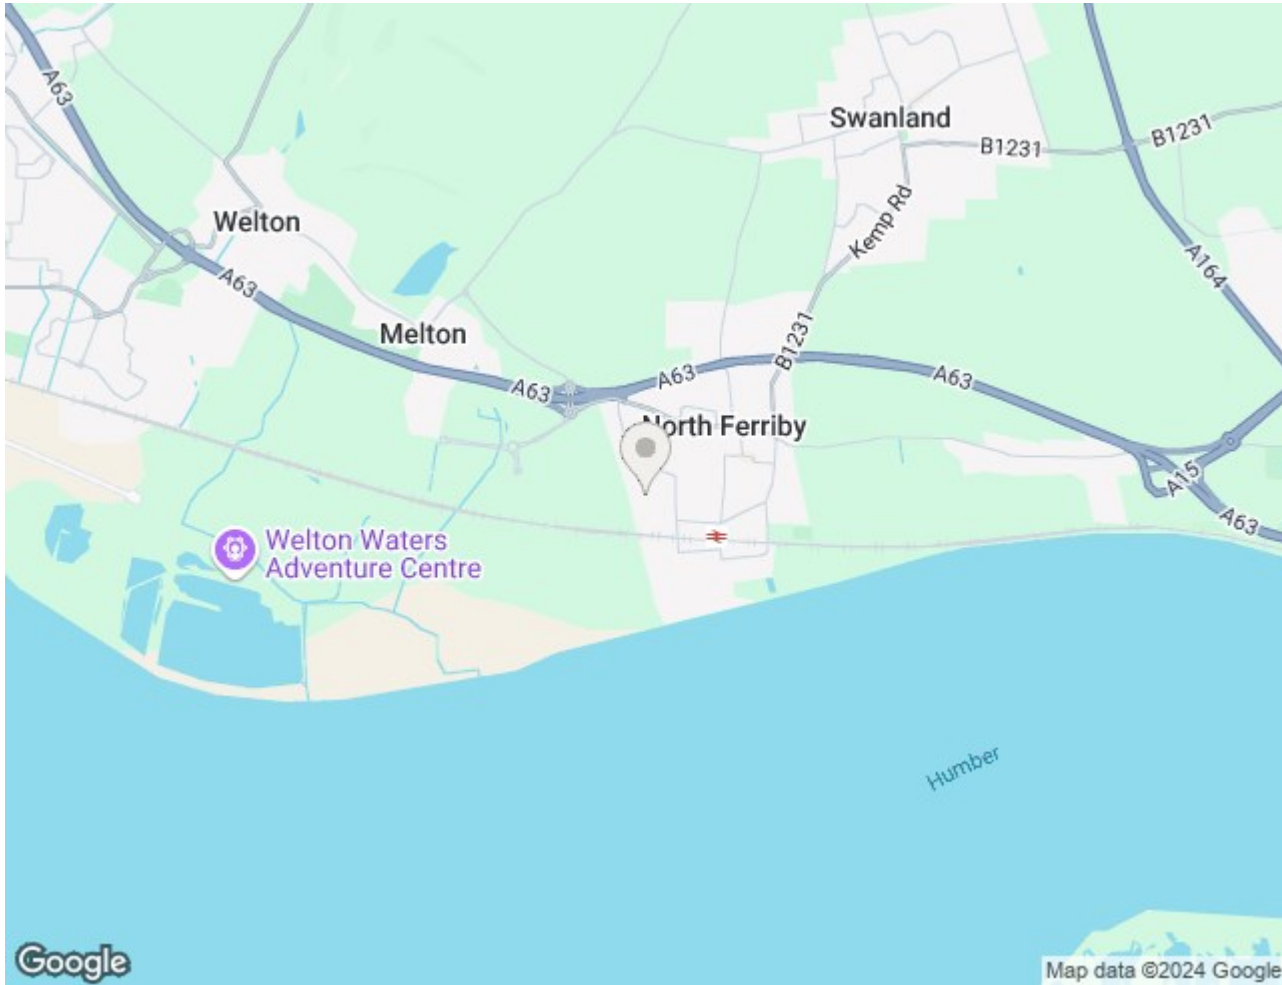 A63
Swanland
B1231
B1231
Welton
Kemp Rd
A63
A164
Melton
B1231
A63
A63
A63
North Ferriby
A15
A63
Welton Waters
Adventure Centre
Humber
Google
Map data ©2024 Google